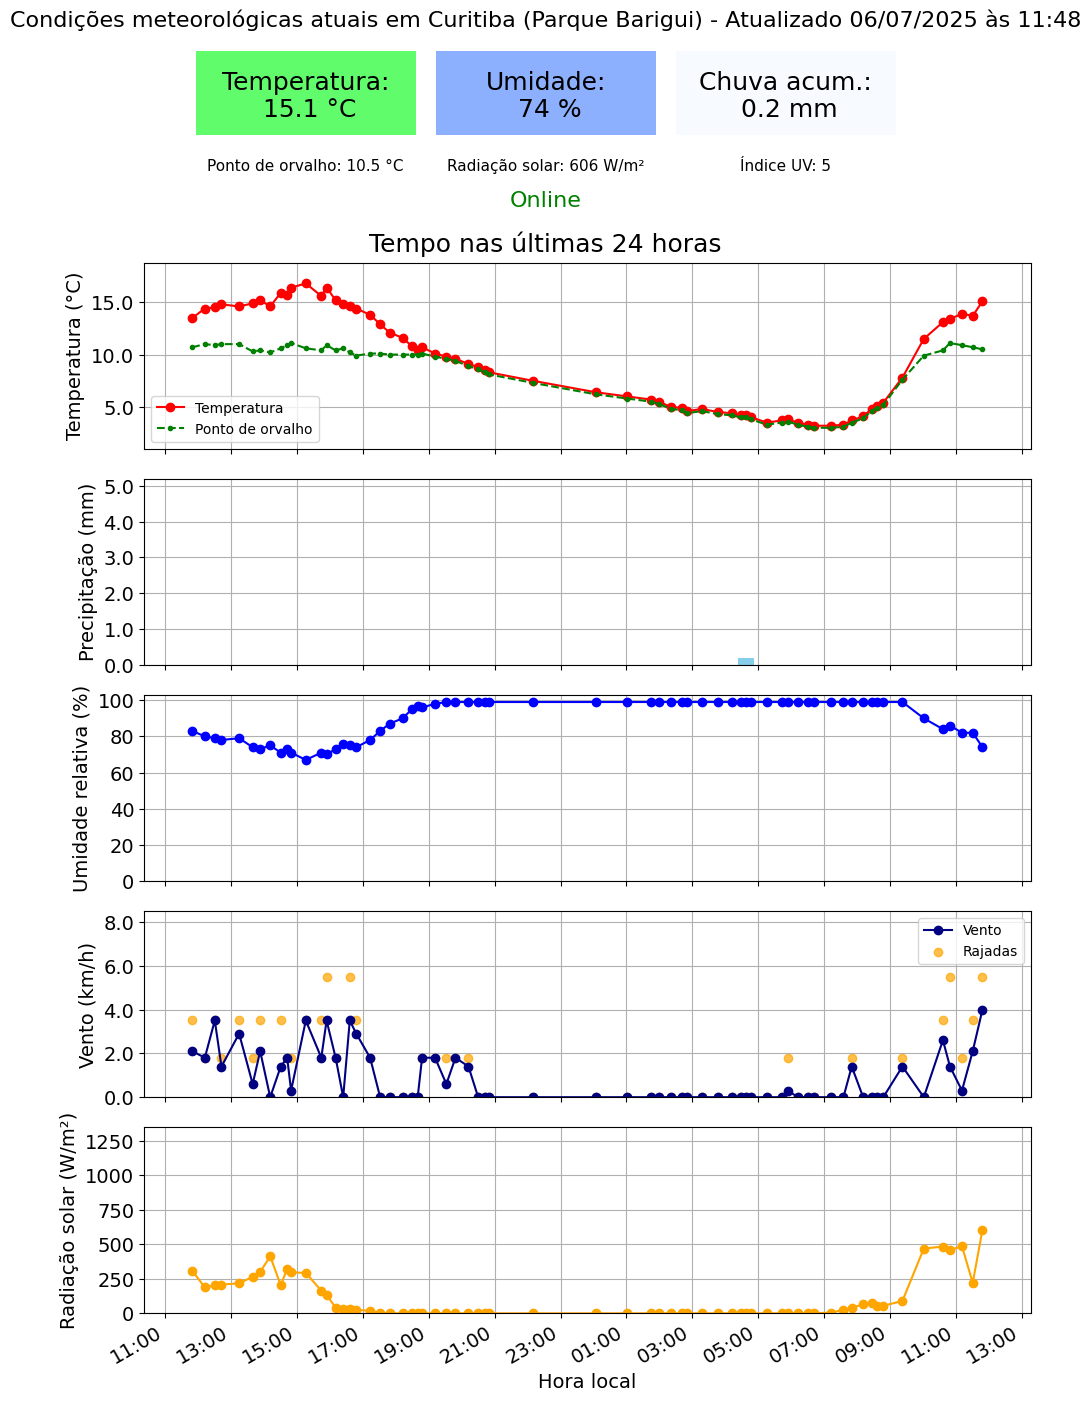 Condições meteorológicas atuais em Curitiba (Parque Barigui) - Atualizado 06/07/2025 às 11:48
Temperatura:
15.1 °C
Umidade:
74 %
Chuva acum.:
0.2 mm
Ponto de orvalho: 10.5 °C
Radiação solar: 606 W/m²
Índice UV: 5
Online
Tempo nas últimas 24 horas
Temperatura (°C)
15.0
10.0
5.0
Temperatura
Ponto de orvalho
Precipitação (mm)
5.0
4.0
3.0
2.0
1.0
0.0
Umidade relativa (%)
100
80
60
40
20
0
Vento (km/h)
8.0
6.0
4.0
2.0
0.0
Vento
Rajadas
Radiação solar (W/m²)
1250
1000
750
500
250
0
11:00
13:00
15:00
17:00
19:00
21:00
23:00
01:00
03:00
05:00
07:00
09:00
11:00
13:00
Hora local